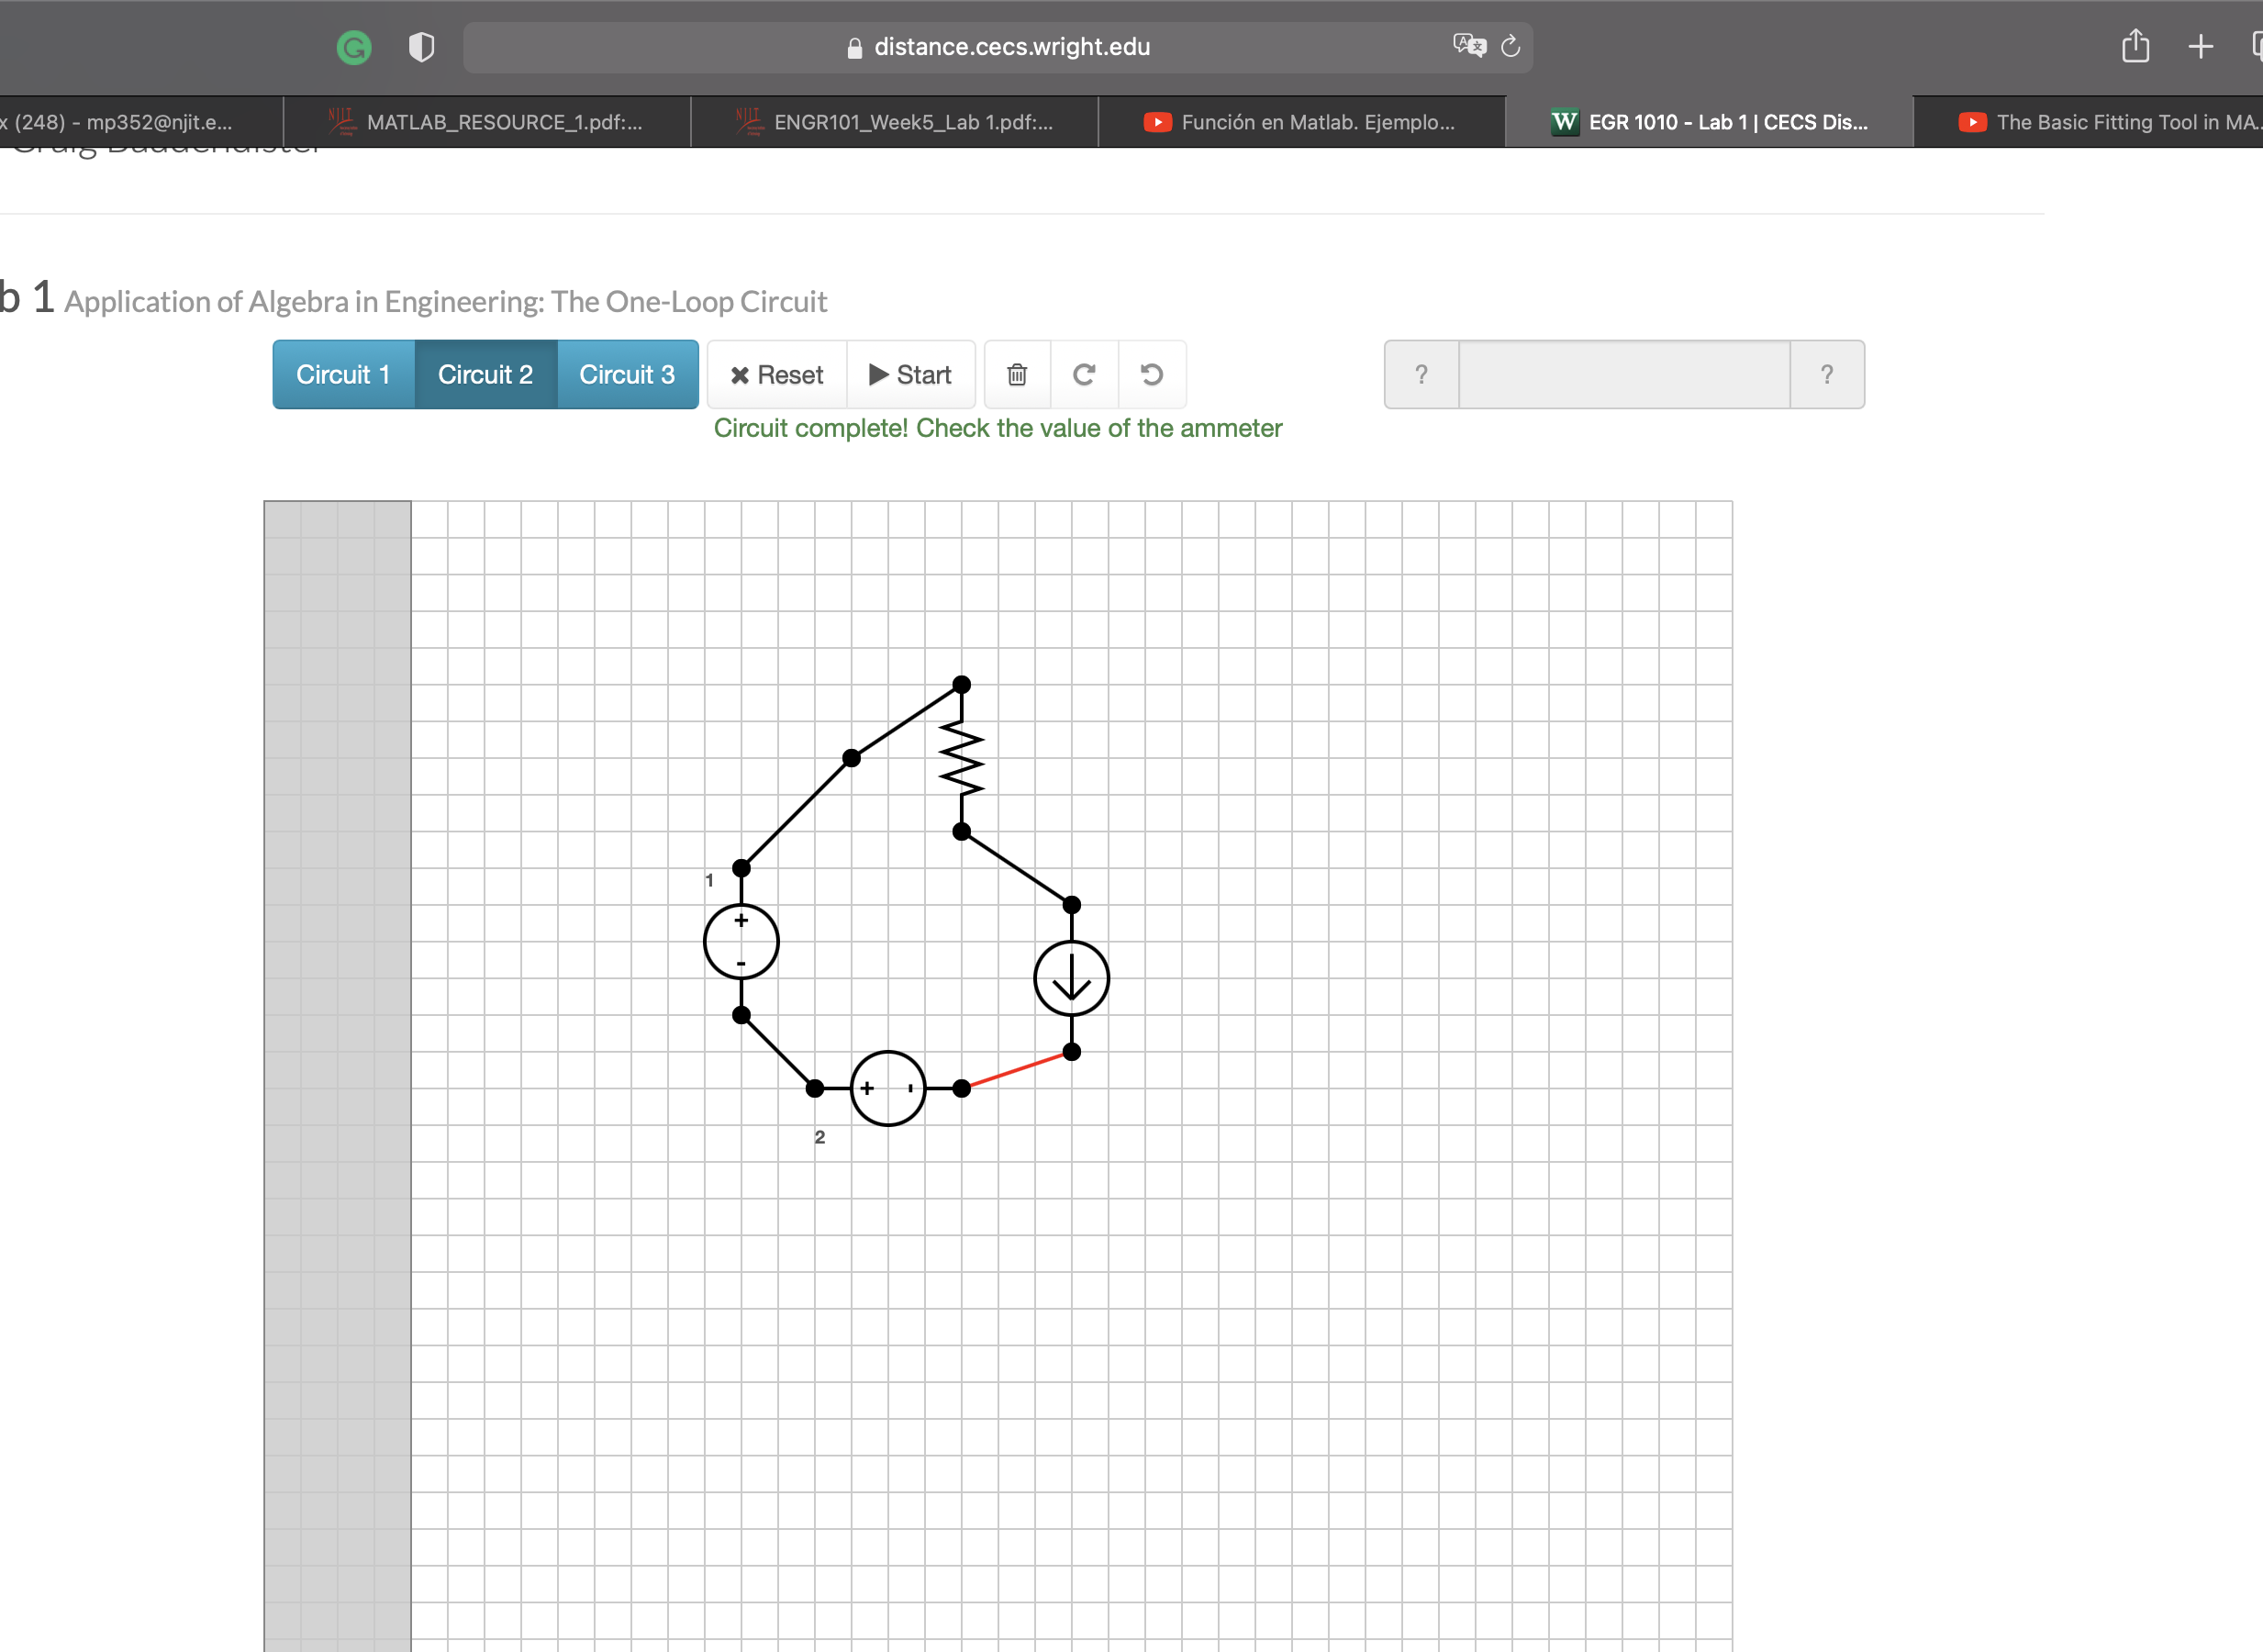 distance.cecs.wright.edu
x (248) - mp352@njit.e... MATLAB_RESOURCE_1.pdf:... ENGR101_Week5_Lab 1.pdf:... Función en Matlab. Ejemplo... W EGR 1010 - Lab 1 | CECS Dis... The Basic Fitting Tool in MA...
b 1 Application of Algebra in Engineering: The One-Loop Circuit
Circuit 1 Circuit 2 Circuit 3 Reset Start ? ?
Circuit complete! Check the value of the ammeter
1
+
-
+ -
2